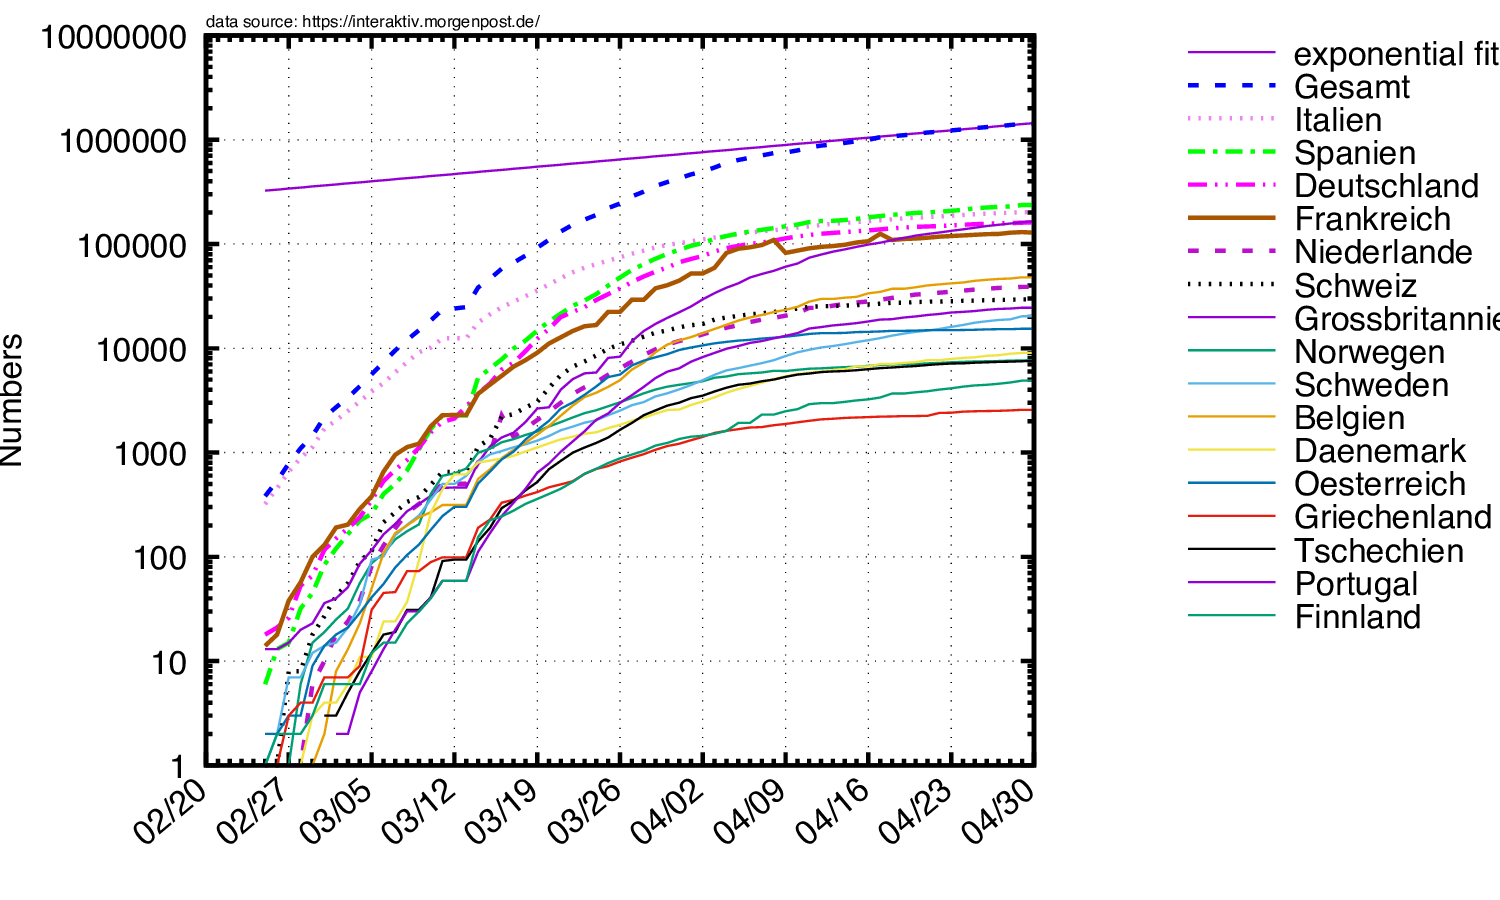 data source: https://interaktiv.morgenpost.de/
10000000
1000000
100000
10000
1000
100
10
1
Numbers
02/20
02/27
03/05
03/12
03/19
03/26
04/02
04/09
04/16
04/23
04/30
exponential fit
Gesamt
Italien
Spanien
Deutschland
Frankreich
Niederlande
Schweiz
Grossbritannie
Norwegen
Schweden
Belgien
Daenemark
Oesterreich
Griechenland
Tschechien
Portugal
Finnland